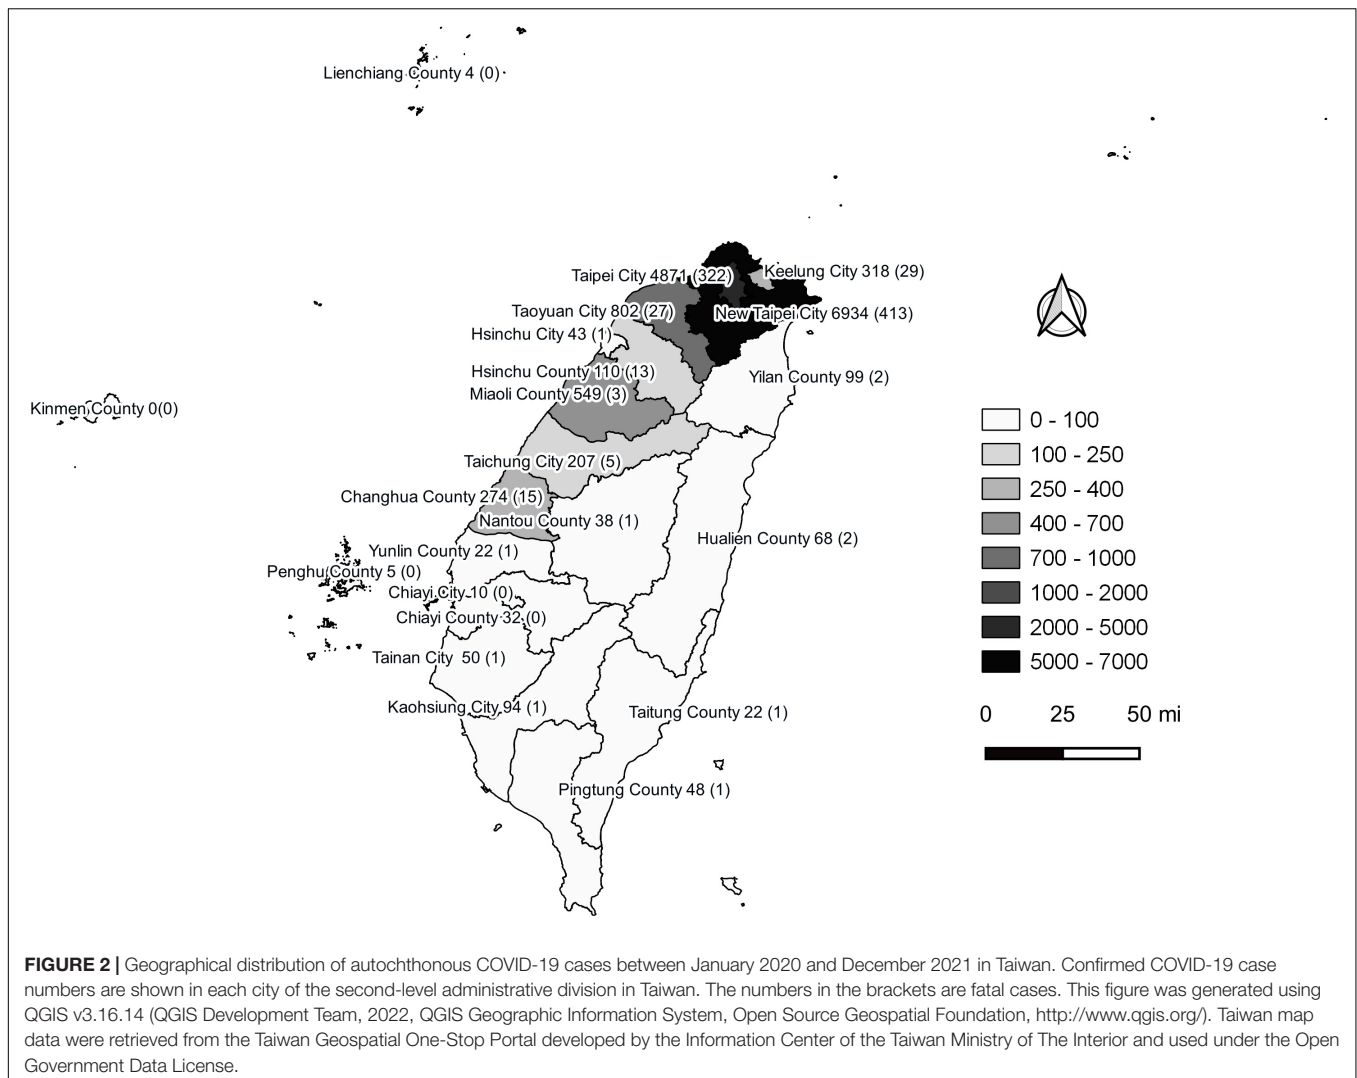 Lienchiang County 4 (0)
Taipei City 4871 (322)
Keelung City 318 (29)
Taoyuan City 802 (27)
New Taipei City 6934 (413)
Hsinchu City 43 (1)
Hsinchu County 110 (13)
Yilan County 99 (2)
Miaoli County 549 (3)
Kinmen County 0(0)
Taichung City 207 (5)
Changhua County 274 (15)
Nantou County 38 (1)
Hualien County 68 (2)
Yunlin County 22 (1)
Penghu County 5 (0)
Chiayi City 10 (0)
Chiayi County 32 (0)
Tainan City 50 (1)
Kaohsiung City 94 (1)
Taitung County 22 (1)
Pingtung County 48 (1)
0 - 100
100 - 250
250 - 400
400 - 700
700 - 1000
1000 - 2000
2000 - 5000
5000 - 7000
0 25 50 mi
FIGURE 2 | Geographical distribution of autochthonous COVID-19 cases between January 2020 and December 2021 in Taiwan. Confirmed COVID-19 case
numbers are shown in each city of the second-level administrative division in Taiwan. The numbers in the brackets are fatal cases. This figure was generated using
QGIS v3.16.14 (QGIS Development Team, 2022, QGIS Geographic Information System, Open Source Geospatial Foundation, http://www.qgis.org/). Taiwan map
data were retrieved from the Taiwan Geospatial One-Stop Portal developed by the Information Center of the Taiwan Ministry of The Interior and used under the Open
Government Data License.